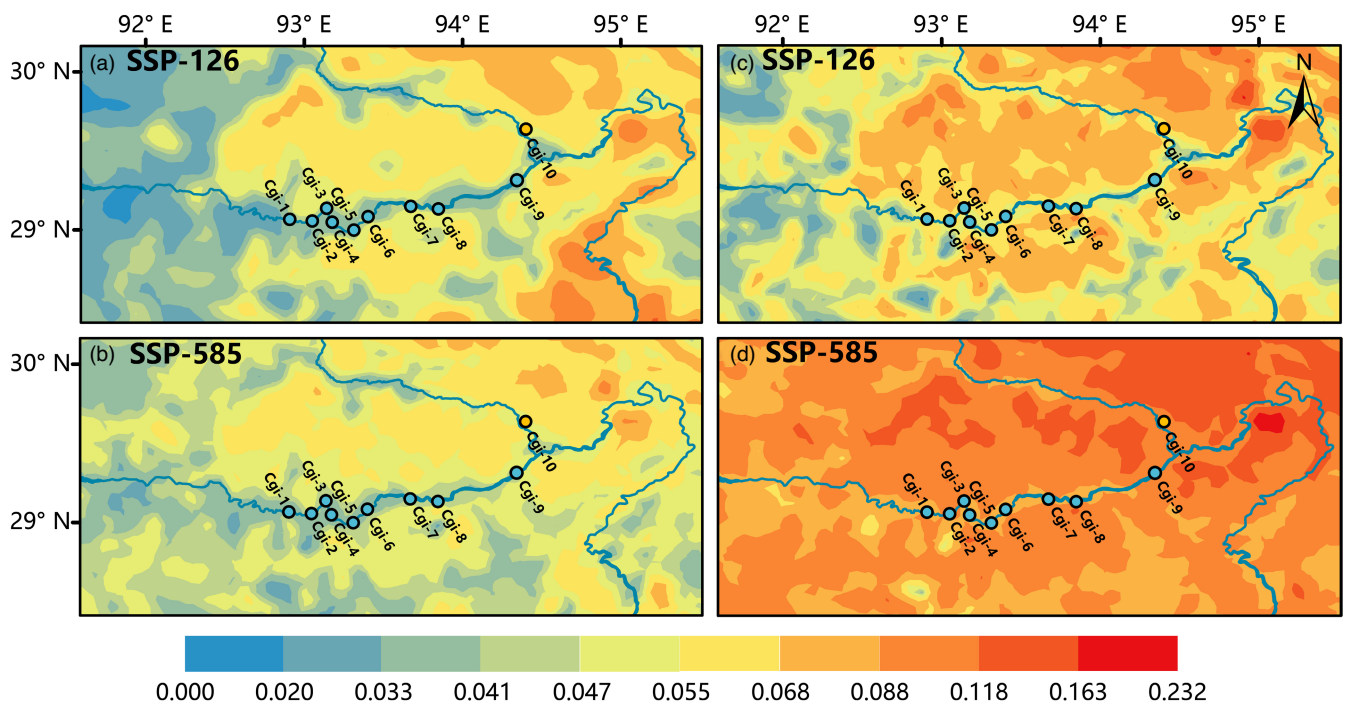 92° E 93° E 94° E 95° E 92° E 93° E 94° E 95° E
30° N
(a) SSP-126
Cgi-1
Cgi-3
Cgi-5
Cgi-2
Cgi-4
Cgi-6
Cgi-7
Cgi-8
Cgi-9
Cgi-10
29° N
(c) SSP-126
N
Cgi-1
Cgi-3
Cgi-5
Cgi-2
Cgi-4
Cgi-6
Cgi-7
Cgi-8
Cgi-9
Cgi-10
30° N
(b) SSP-585
Cgi-1
Cgi-3
Cgi-5
Cgi-2
Cgi-4
Cgi-6
Cgi-7
Cgi-8
Cgi-9
Cgi-10
29° N
(d) SSP-585
Cgi-1
Cgi-3
Cgi-5
Cgi-2
Cgi-4
Cgi-6
Cgi-7
Cgi-8
Cgi-9
Cgi-10
0.000 0.020 0.033 0.041 0.047 0.055 0.068 0.088 0.118 0.163 0.232